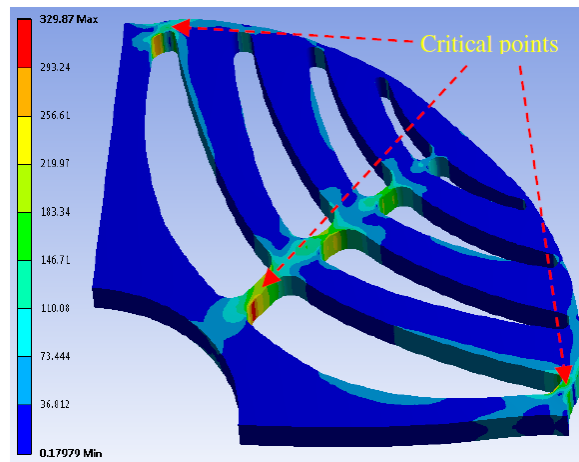 329.87 Max
293.24
256.61
219.97
183.34
146.71
110.08
73.444
36.812
0.17979 Min
Critical points